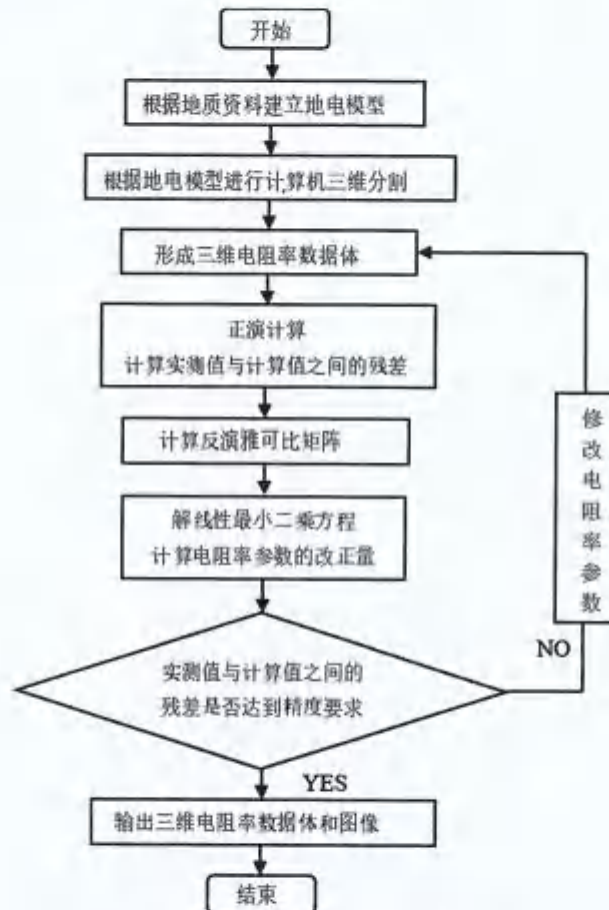 开始
根据地质资料建立地电模型
根据地电模型进行计算机三维分割
形成三维电阻率数据体
正演计算
计算实测值与计算值之间的残差
计算反演雅可比矩阵
解线性最小二乘方程
计算电阻率参数的改正量
修改电阻率参数
实测值与计算值之间的
残差是否达到精度要求
NO
YES
输出三维电阻率数据体和图像
结束